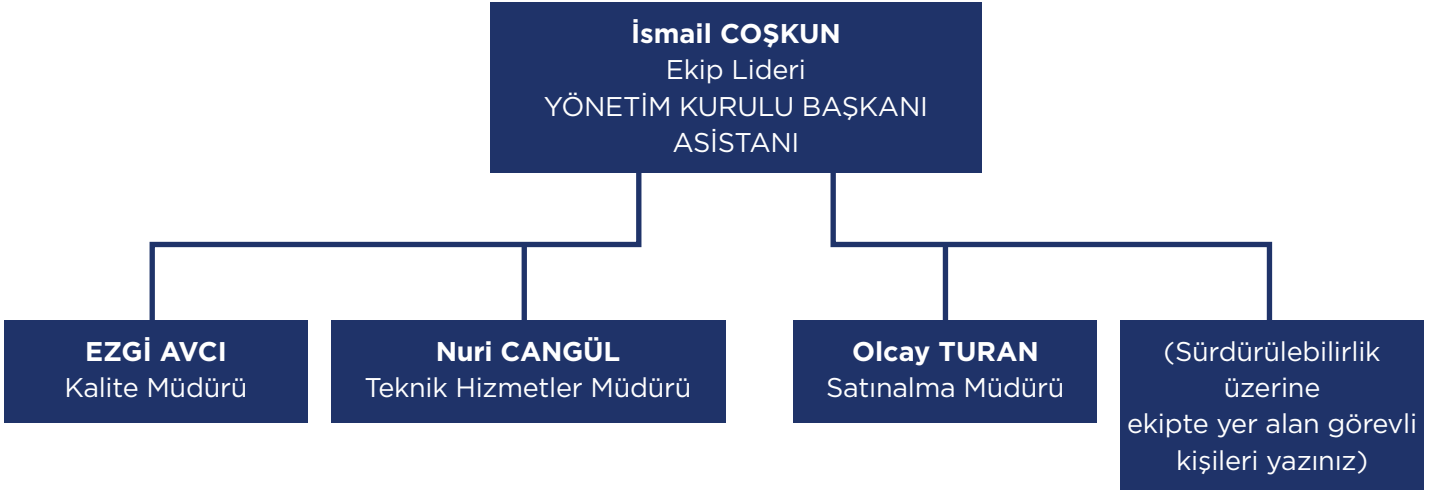 İsmail COŞKUN
Ekip Lideri
YÖNETİM KURULU BAŞKANI
ASİSTANI
EZGİ AVCI
Kalite Müdürü
Nuri CANGÜL
Teknik Hizmetler Müdürü
Olcay TURAN
Satınalma Müdürü
(Sürdürülebilirlik
üzerine
ekipte yer alan görevli
kişileri yazınız)